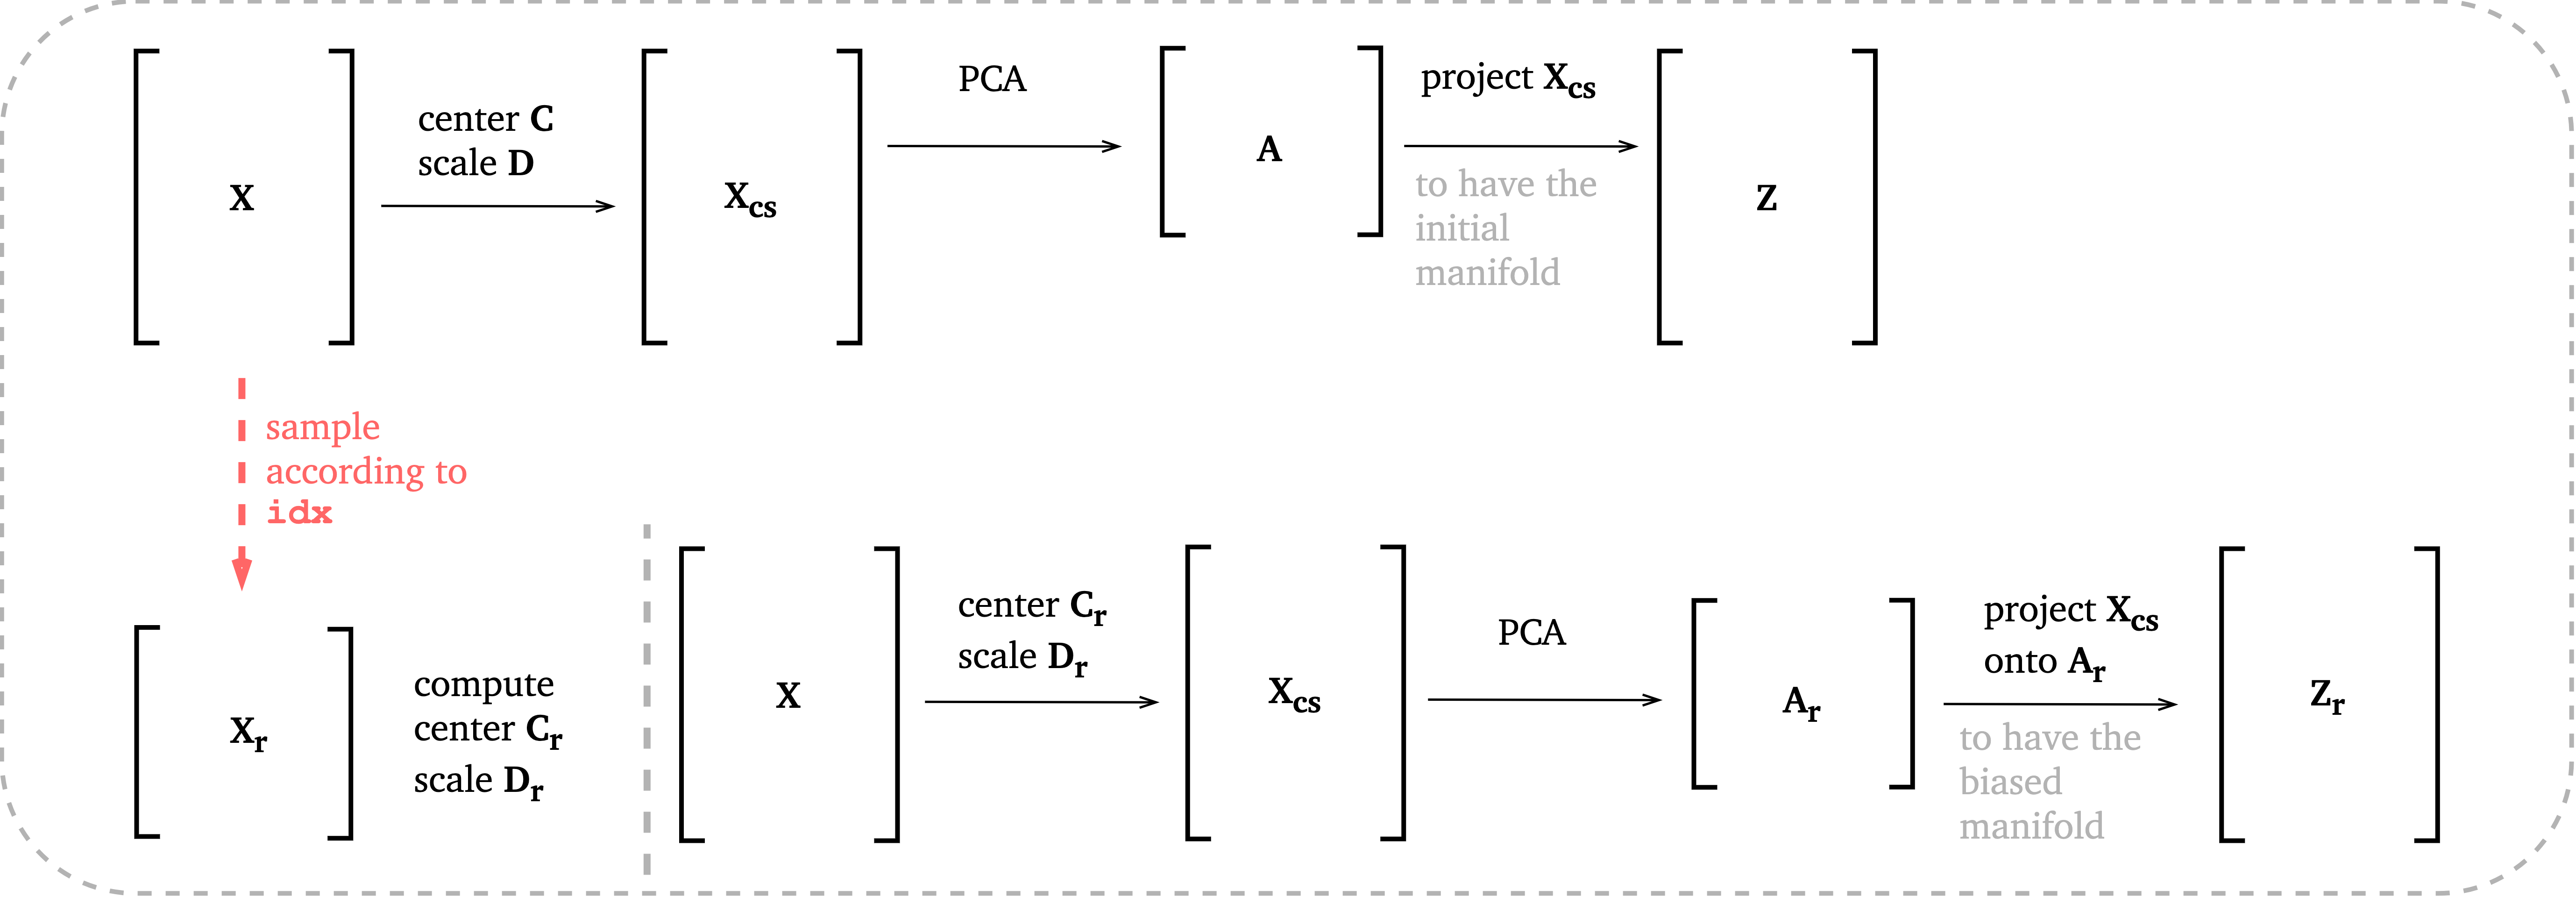 X
center C
scale D
Xcs
PCA
A
project Xcs
to have the
initial
manifold
Z
sample
according to
idx
Xr
compute
center Cr
scale Dr
X
center Cr
scale Dr
Xcs
PCA
Ar
project Xcs
onto Ar
to have the
biased
manifold
Zr